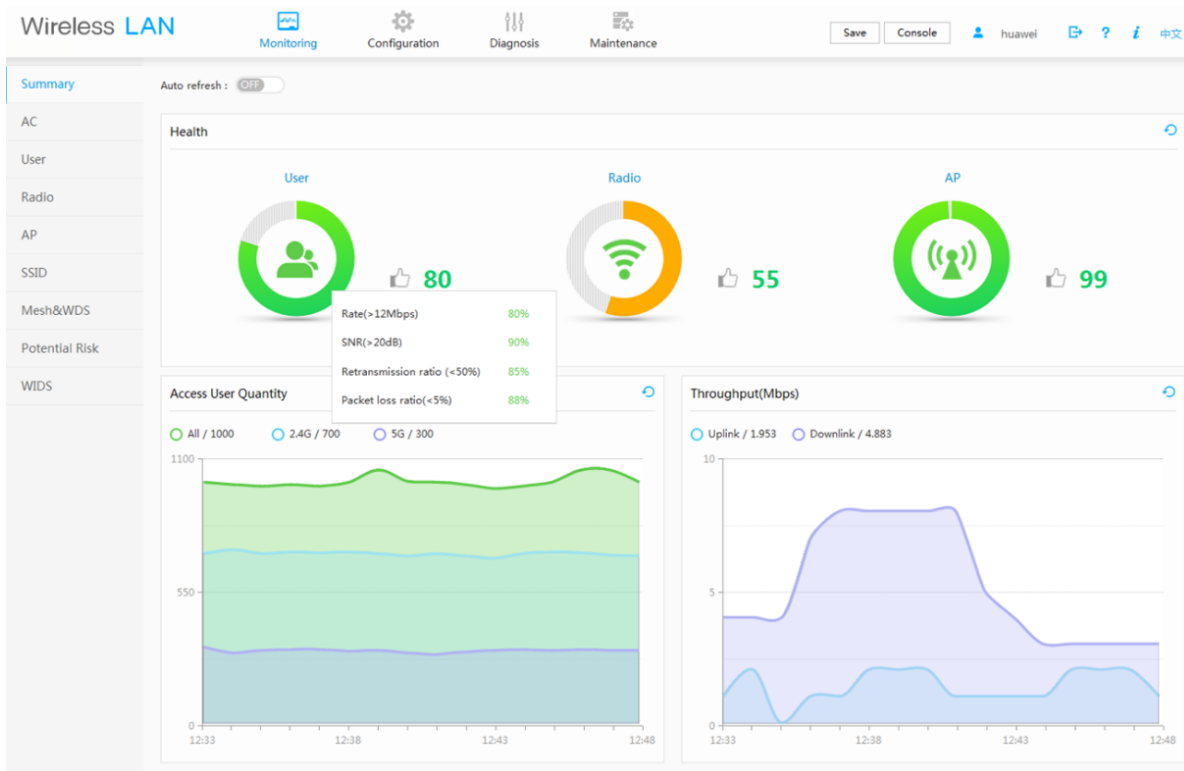 Wireless LAN
Monitoring
Configuration
Diagnosis
Maintenance
Save
Console
huawei
?
i
中文
Summary
AC
User
Radio
AP
SSID
Mesh&WDS
Potential Risk
WIDS
Auto refresh :
OFF
Health
User
Radio
AP
80
55
99
Rate(>12Mbps) 80%
SNR(>20dB) 90%
Retransmission ratio (<50%) 85%
Packet loss ratio(<5%) 88%
Access User Quantity
All / 1000
2.4G / 700
5G / 300
1100
550
0
12:33
12:38
12:43
12:48
Throughput(Mbps)
Uplink / 1.953
Downlink / 4.883
10
5
0
12:33
12:38
12:43
12:48